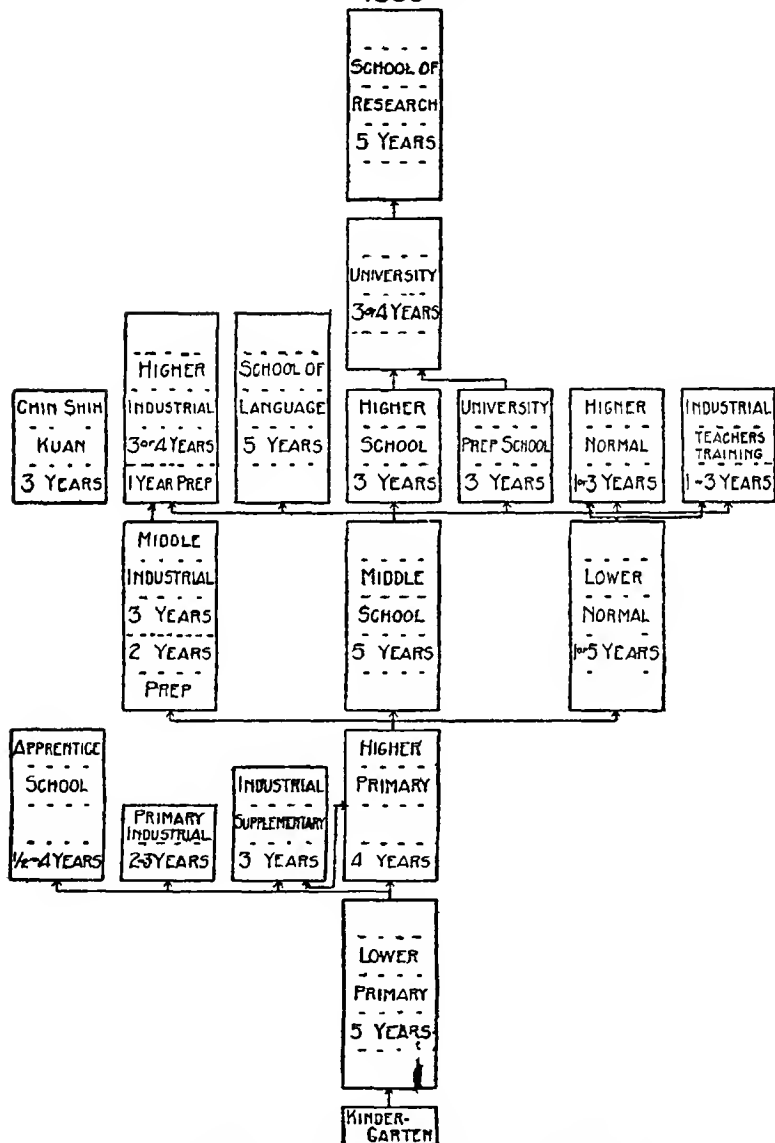 SCHOOL OF
RESEARCH
5 YEARS
UNIVERSITY
3 or 4 YEARS
CHIN SHIH
KUAN
3 YEARS
HIGHER
INDUSTRIAL
3 or 4 YEARS
1 YEAR PREP
SCHOOL OF
LANGUAGE
5 YEARS
HIGHER
SCHOOL
3 YEARS
UNIVERSITY
PREP SCHOOL
3 YEARS
HIGHER
NORMAL
1 or 3 YEARS
INDUSTRIAL
TEACHERS
TRAINING
1-3 YEARS
MIDDLE
INDUSTRIAL
3 YEARS
2 YEARS
PREP
MIDDLE
SCHOOL
5 YEARS
LOWER
NORMAL
1 or 5 YEARS
APPRENTICE
SCHOOL
1/2-4 YEARS
PRIMARY
INDUSTRIAL
2-3 YEARS
INDUSTRIAL
SUPPLEMENTARY
3 YEARS
HIGHER
PRIMARY
4 YEARS
LOWER
PRIMARY
5 YEARS
KINDER-
GARTEN